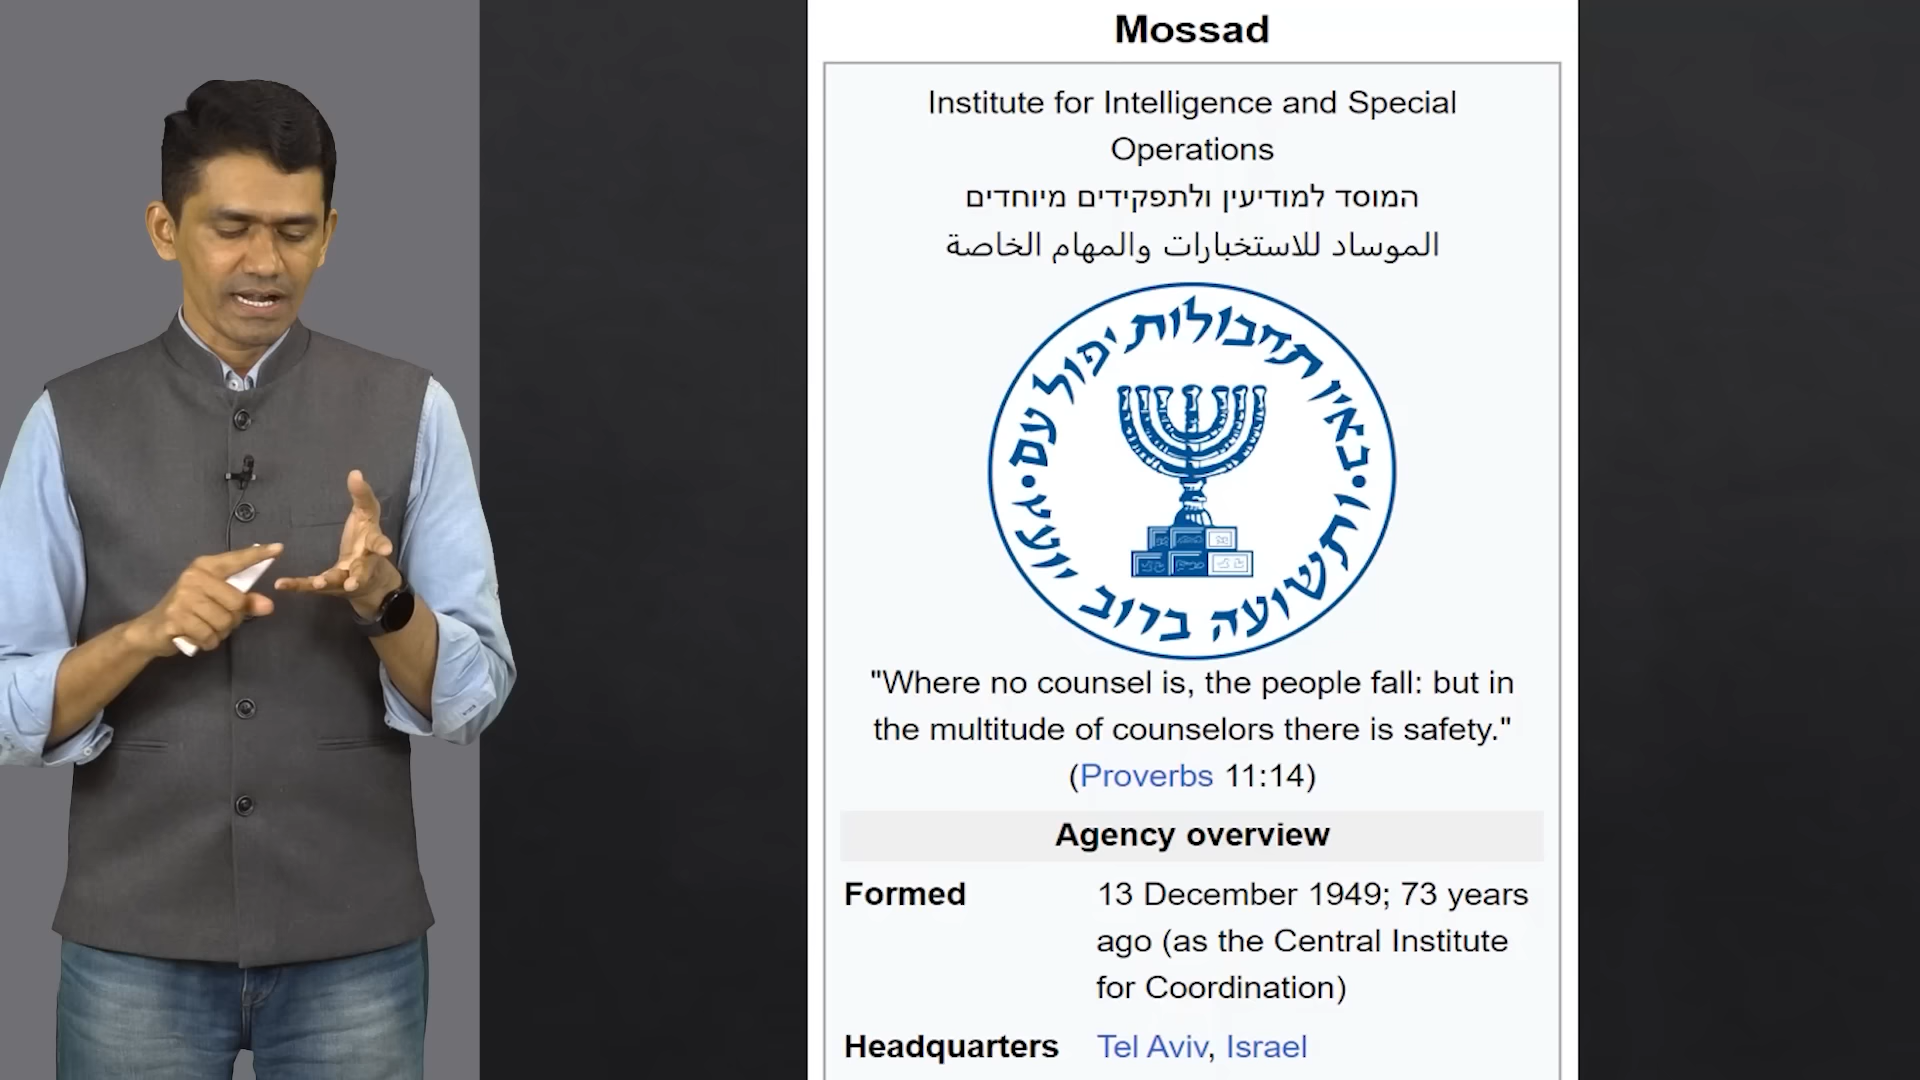 Mossad
Institute for Intelligence and Special
Operations
המוסד למודיעין ולתפקידים מיוחדים
الموساد للاستخبارات والمهام الخاصة
באין תחבולות יפול עם
ותשועה ברוב יועץ
"Where no counsel is, the people fall: but in
the multitude of counselors there is safety."
(Proverbs 11:14)
Agency overview
Formed 13 December 1949; 73 years
ago (as the Central Institute
for Coordination)
Headquarters Tel Aviv, Israel